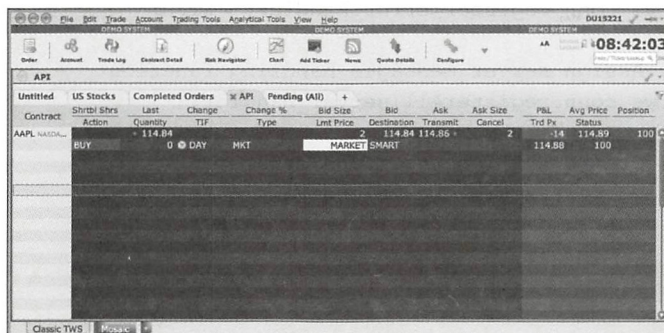 File Edit Trade Account Trading Tools Analytical Tools View Help DU15221
DEMO SYSTEM DEMO SYSTEM DEMO SYSTEM
Order Account Trade Log Contract Detail Risk Navigator Chart Add Ticker News Quote Details Configure
AA 08:42:03
API
Untitled US Stocks Completed Orders API Pending (All) +
Contract Shrtbl Shrs Last Change Change % Bid Size Bid Ask Ask Size P&L Avg Price Position
Action Quantity TIF Type Lmt Price Destination Transmit Cancel Trd Px Status
AAPL NASDA... 114.84 2 114.84 114.86 2 -14 114.89 100
BUY 0 DAY MKT MARKET SMART 114.88 100
Classic TWS Mosaic